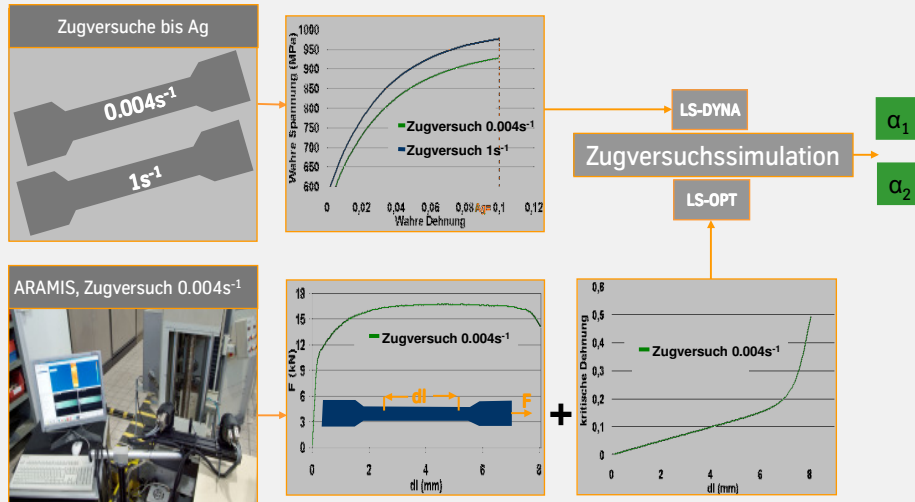 Zugversuche bis Ag
0.004s⁻¹
1s⁻¹
Wahre Spannung (MPa)
1000
950
900
850
800
750
700
650
600
Zugversuch 0.004s⁻¹
Zugversuch 1s⁻¹
0 0,02 0,04 0,06 0,08 Ag= 0,1 0,12
Wahre Dehnung
LS-DYNA
Zugversuchssimulation
LS-OPT
α₁
α₂
ARAMIS, Zugversuch 0.004s⁻¹
F (kN)
18
15
12
9
6
3
0
Zugversuch 0.004s⁻¹
dl
F
0 2 4 6 8
dl (mm)
+
kritische Dehnung
0,6
0,5
0,4
0,3
0,2
0,1
0
Zugversuch 0.004s⁻¹
0 2 4 6 8
dl (mm)